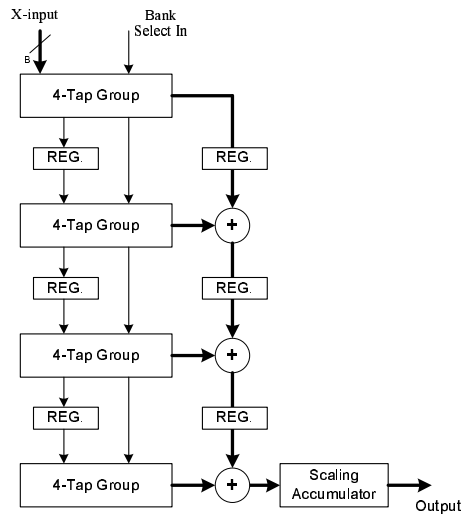 X-input
Bank
Select In
B
4-Tap Group
REG.
REG.
4-Tap Group
+
REG.
REG.
4-Tap Group
+
REG.
REG.
4-Tap Group
+
Scaling
Accumulator
Output